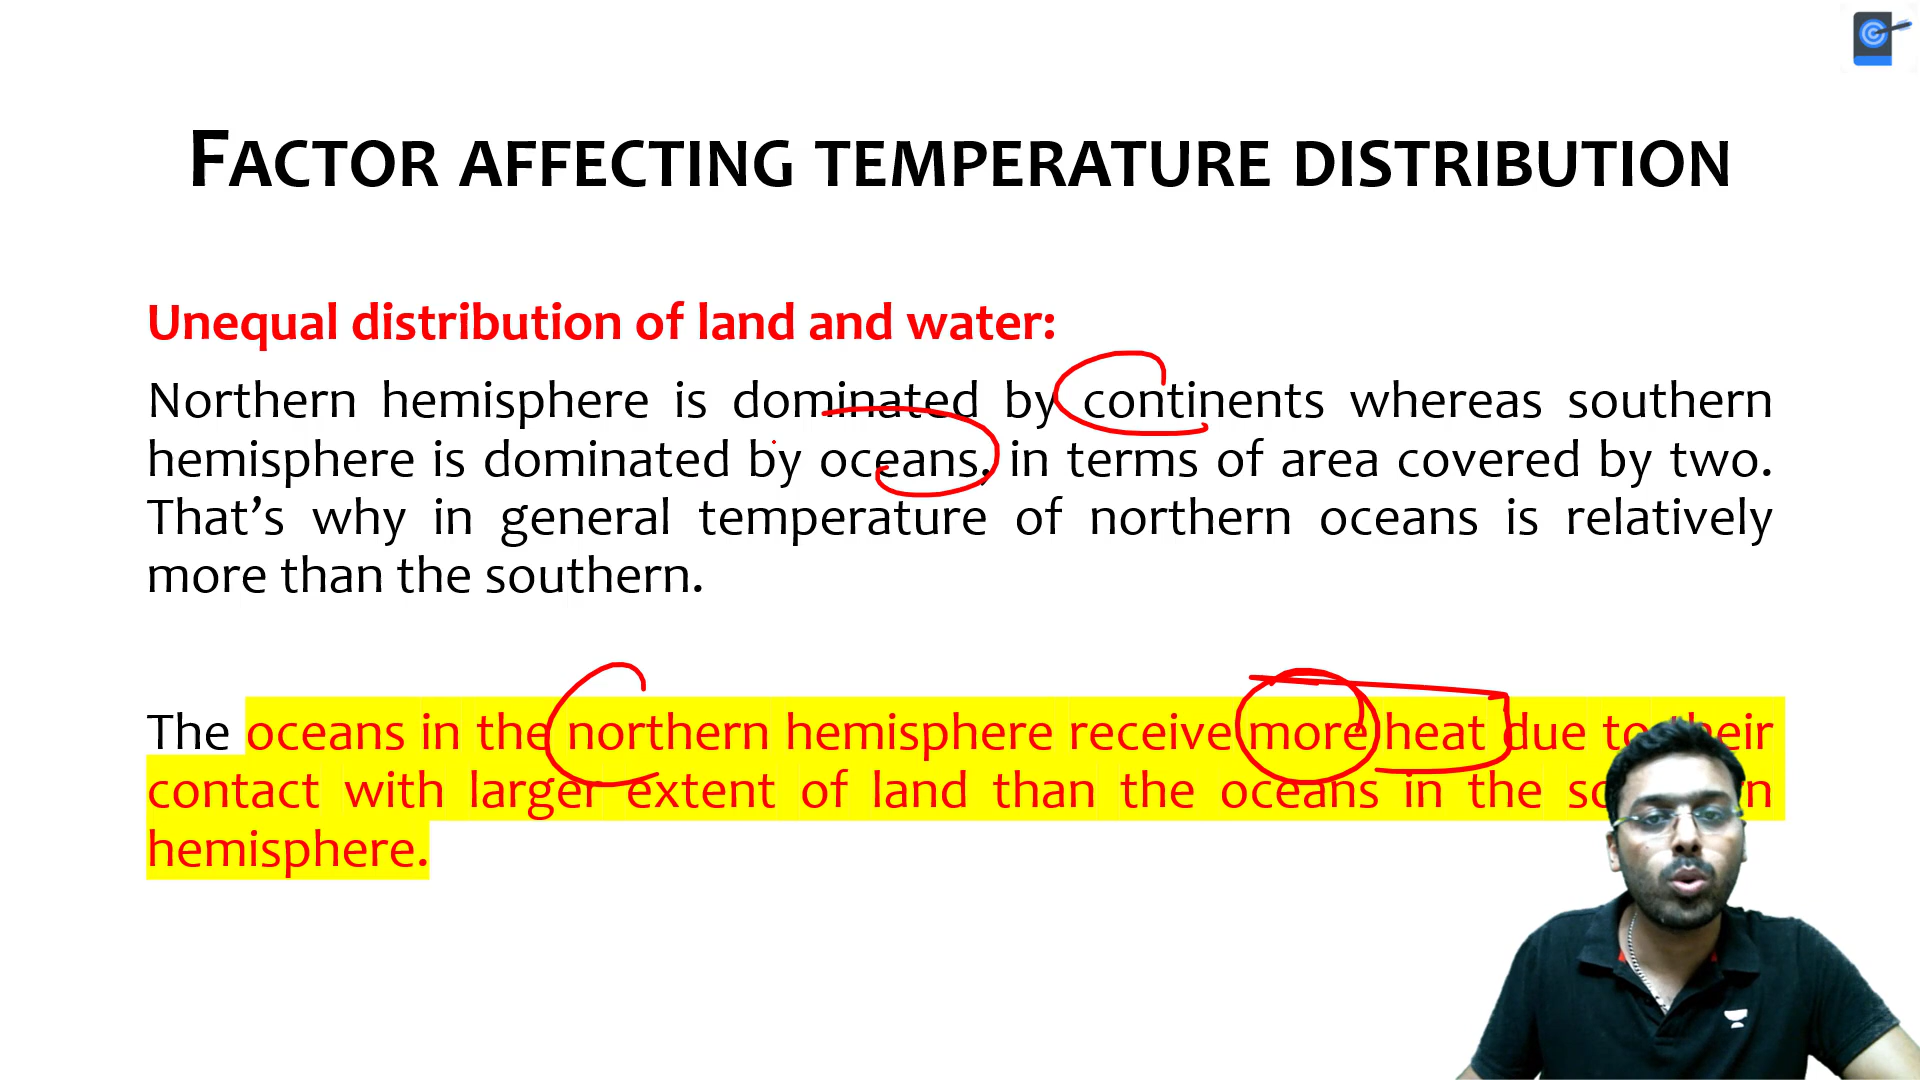 FACTOR AFFECTING TEMPERATURE DISTRIBUTION
Unequal distribution of land and water:
Northern hemisphere is dominated by continents whereas southern
hemisphere is dominated by oceans, in terms of area covered by two.
That’s why in general temperature of northern oceans is relatively
more than the southern.
The oceans in the northern hemisphere receive more heat due to their
contact with larger extent of land than the oceans in the southern
hemisphere.